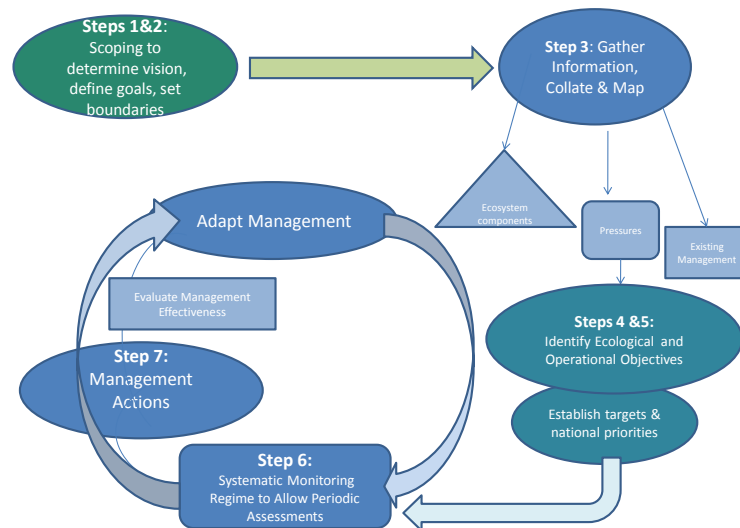 Steps 1&2:
Scoping to
determine vision,
define goals, set
boundaries
Step 3: Gather
Information,
Collate & Map
Ecosystem
components
Pressures
Existing
Management
Adapt Management
Evaluate Management
Effectiveness
Steps 4 &5:
Identify Ecological and
Operational Objectives
Establish targets &
national priorities
Step 7:
Management
Actions
Step 6:
Systematic Monitoring
Regime to Allow Periodic
Assessments